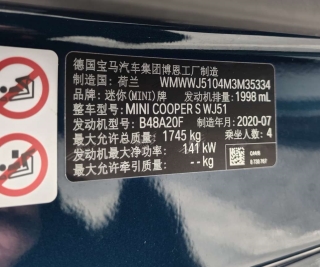 德国宝马汽车集团博恩工厂制造
制造国：荷兰 WMWWJ5104M3M35334
品牌：迷你(MINI)牌 发动机排量：1998 mL
整车型号：MINI COOPER S WJ51
发动机型号：B48A20F 制造年月：2020-07
最大允许总质量：1745 kg 乘坐人数：4
发动机最大净功率：141 kW
最大允许牵引质量：-- kg